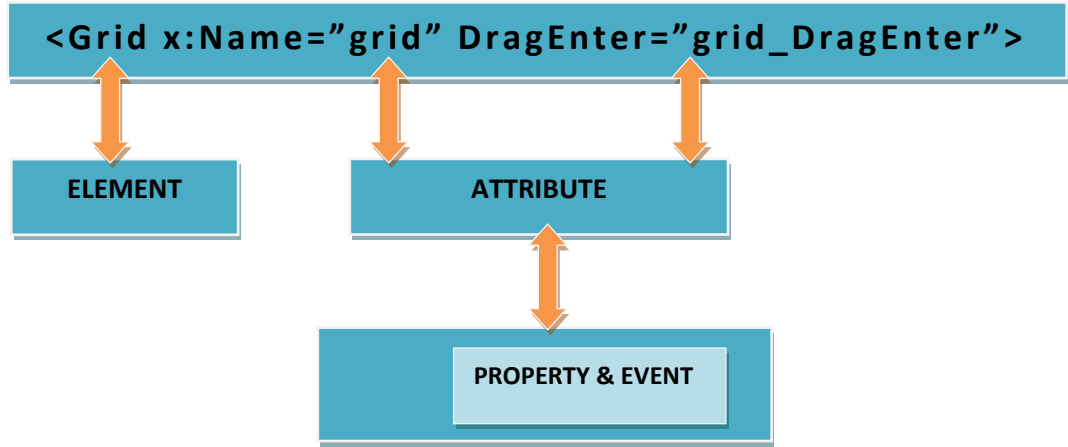 <Grid x:Name=”grid” DragEnter=”grid_DragEnter”>
ELEMENT
ATTRIBUTE
PROPERTY & EVENT